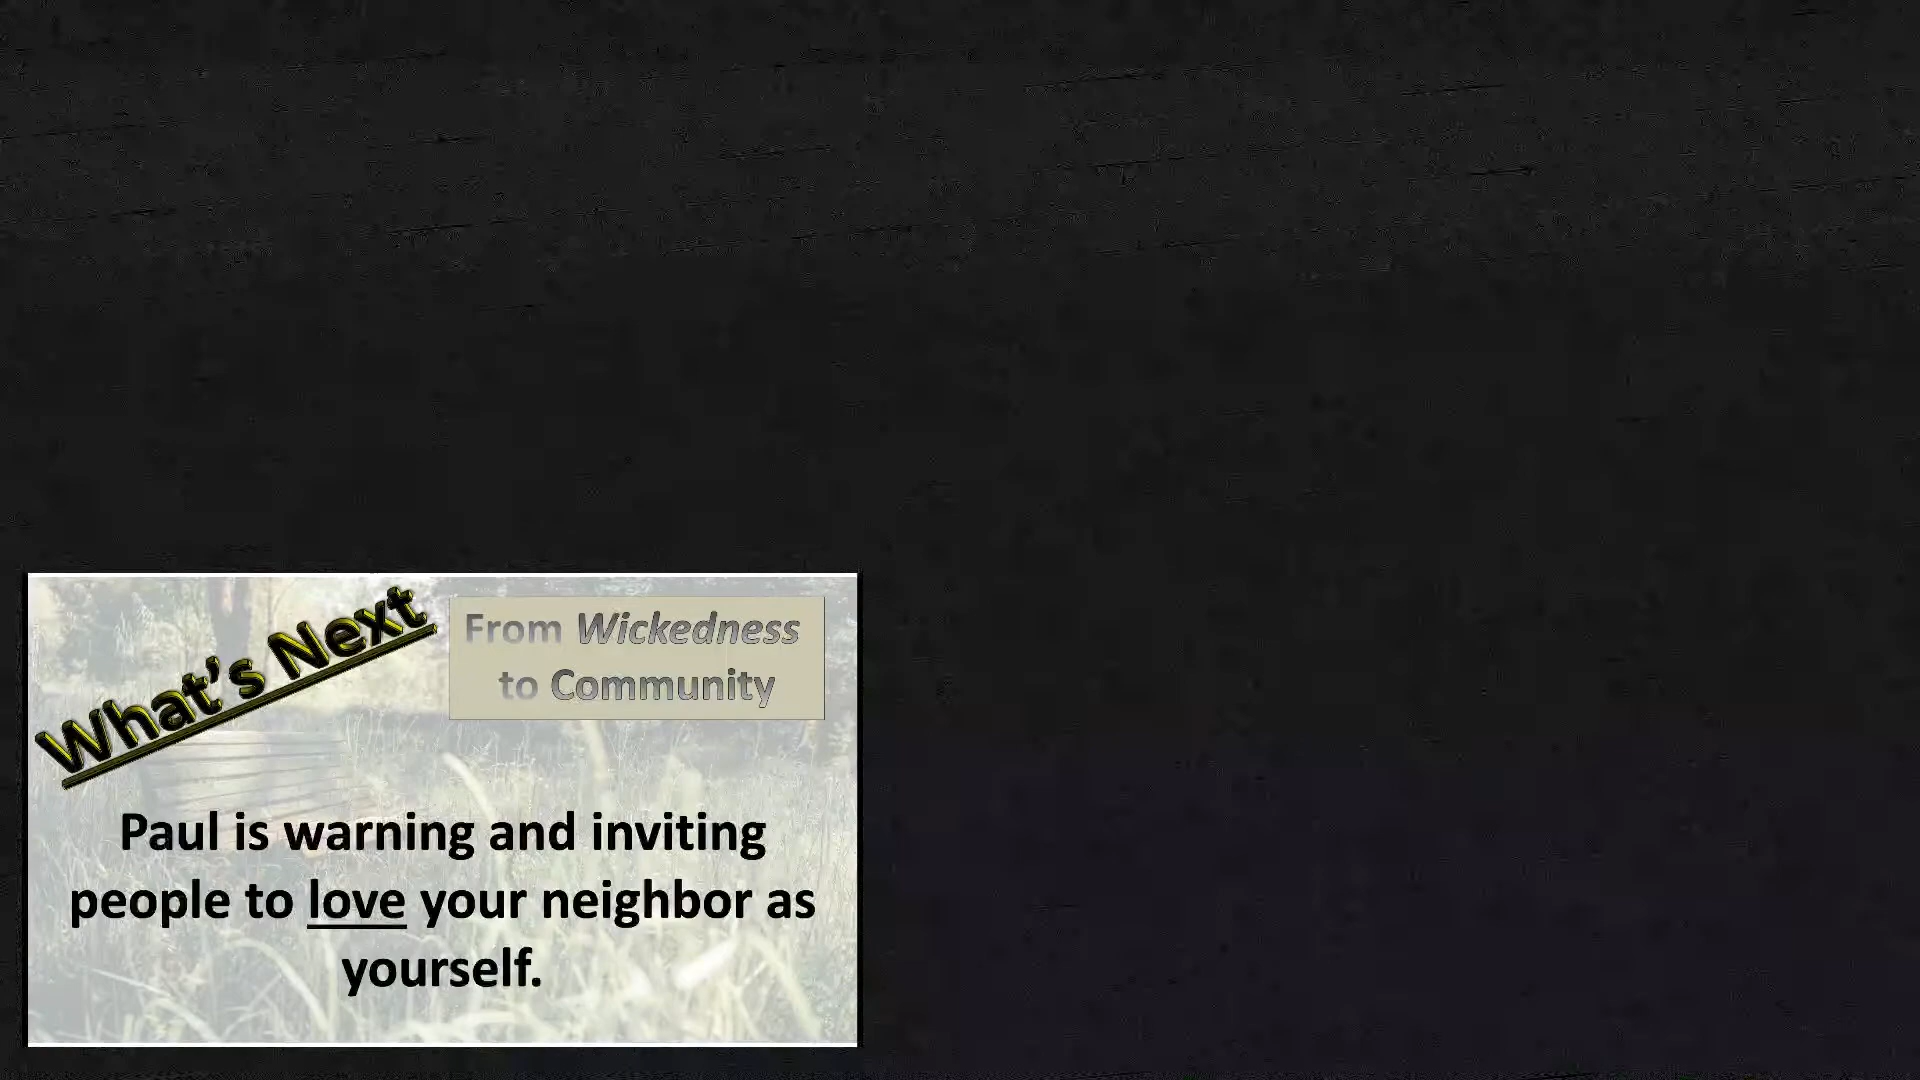 What's Next
From Wickedness
to Community
Paul is warning and inviting
people to love your neighbor as
yourself.